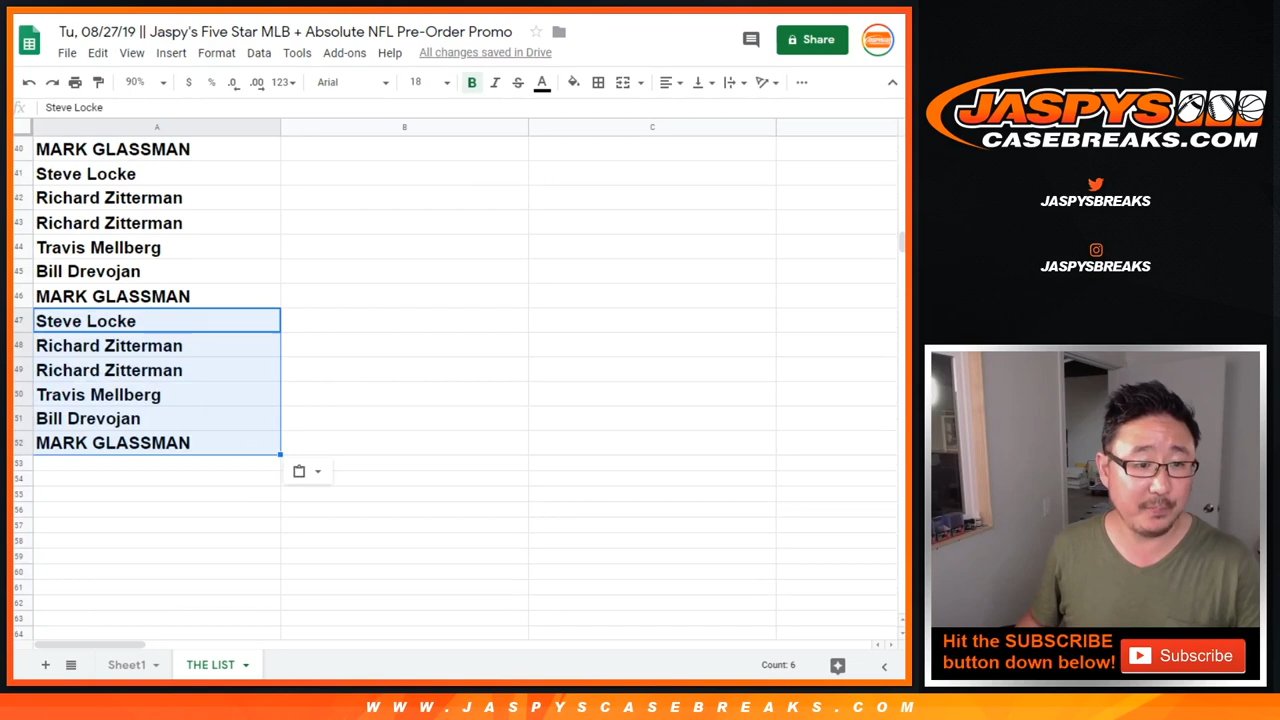 Tu, 08/27/19 || Jaspy's Five Star MLB + Absolute NFL Pre-Order Promo
File Edit View Insert Format Data Tools Add-ons Help All changes saved in Drive
Share
90% $ % .0 .00 123 Arial 18 B I S A
fx Steve Locke
A B C
40 MARK GLASSMAN
41 Steve Locke
42 Richard Zitterman
43 Richard Zitterman
44 Travis Mellberg
45 Bill Drevojan
46 MARK GLASSMAN
47 Steve Locke
48 Richard Zitterman
49 Richard Zitterman
50 Travis Mellberg
51 Bill Drevojan
52 MARK GLASSMAN
53
54
55
56
57
58
59
60
61
62
63
64
Sheet1 THE LIST Count: 6
JASPYS
CASEBREAKS.COM
JASPYSBREAKS
JASPYSBREAKS
Hit the SUBSCRIBE
button down below!
Subscribe
WWW.JASPYSCASEBREAKS.COM